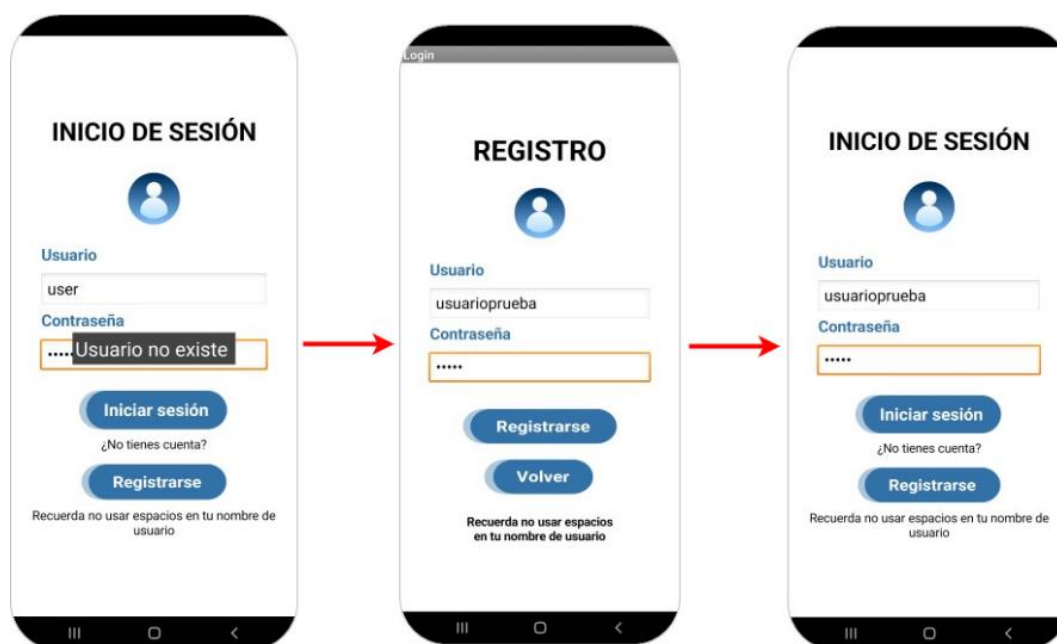 INICIO DE SESIÓN
Usuario
user
Contraseña
•••••
Usuario no existe
Iniciar sesión
¿No tienes cuenta?
Registrarse
Recuerda no usar espacios en tu nombre de
usuario
Login
REGISTRO
Usuario
usuarioprueba
Contraseña
•••••
Registrarse
Volver
Recuerda no usar espacios
en tu nombre de usuario
INICIO DE SESIÓN
Usuario
usuarioprueba
Contraseña
•••••
Iniciar sesión
¿No tienes cuenta?
Registrarse
Recuerda no usar espacios en tu nombre de
usuario